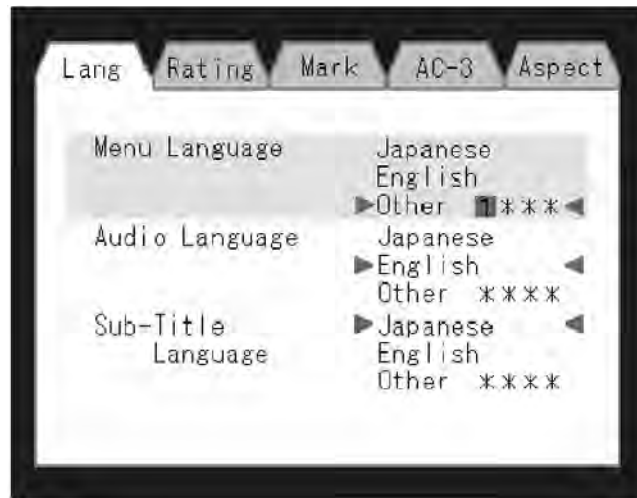 Lang Rating Mark AC-3 Aspect
Menu Language Japanese
English
▶Other 1***◀
Audio Language Japanese
▶English ◀
Other ****
Sub-Title ▶Japanese ◀
Language English
Other ****